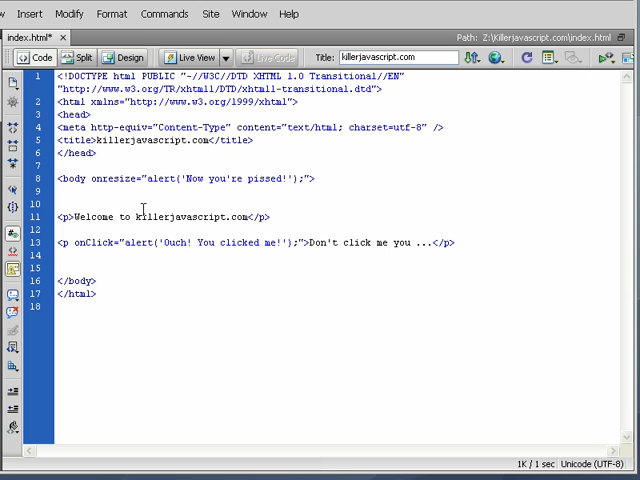 Insert Modify Format Commands Site Window Help
index.html* Path: Z:\Killerjavascript.com\index.html
Code Split Design Live View Live Code Title: killerjavascript.com
1 <!DOCTYPE html PUBLIC "-//W3C//DTD XHTML 1.0 Transitional//EN"
"http://www.w3.org/TR/xhtml1/DTD/xhtml1-transitional.dtd">
2 <html xmlns="http://www.w3.org/1999/xhtml">
3 <head>
4 <meta http-equiv="Content-Type" content="text/html; charset=utf-8" />
5 <title>killerjavascript.com</title>
6 </head>
7
8 <body onresize="alert('Now you're pissed!');">
9
10
11 <p>Welcome to killerjavascript.com</p>
12
13 <p onClick="alert('Ouch! You clicked me!');">Don't click me you ...</p>
14
15
16 </body>
17 </html>
18
1K / 1 sec Unicode (UTF-8)